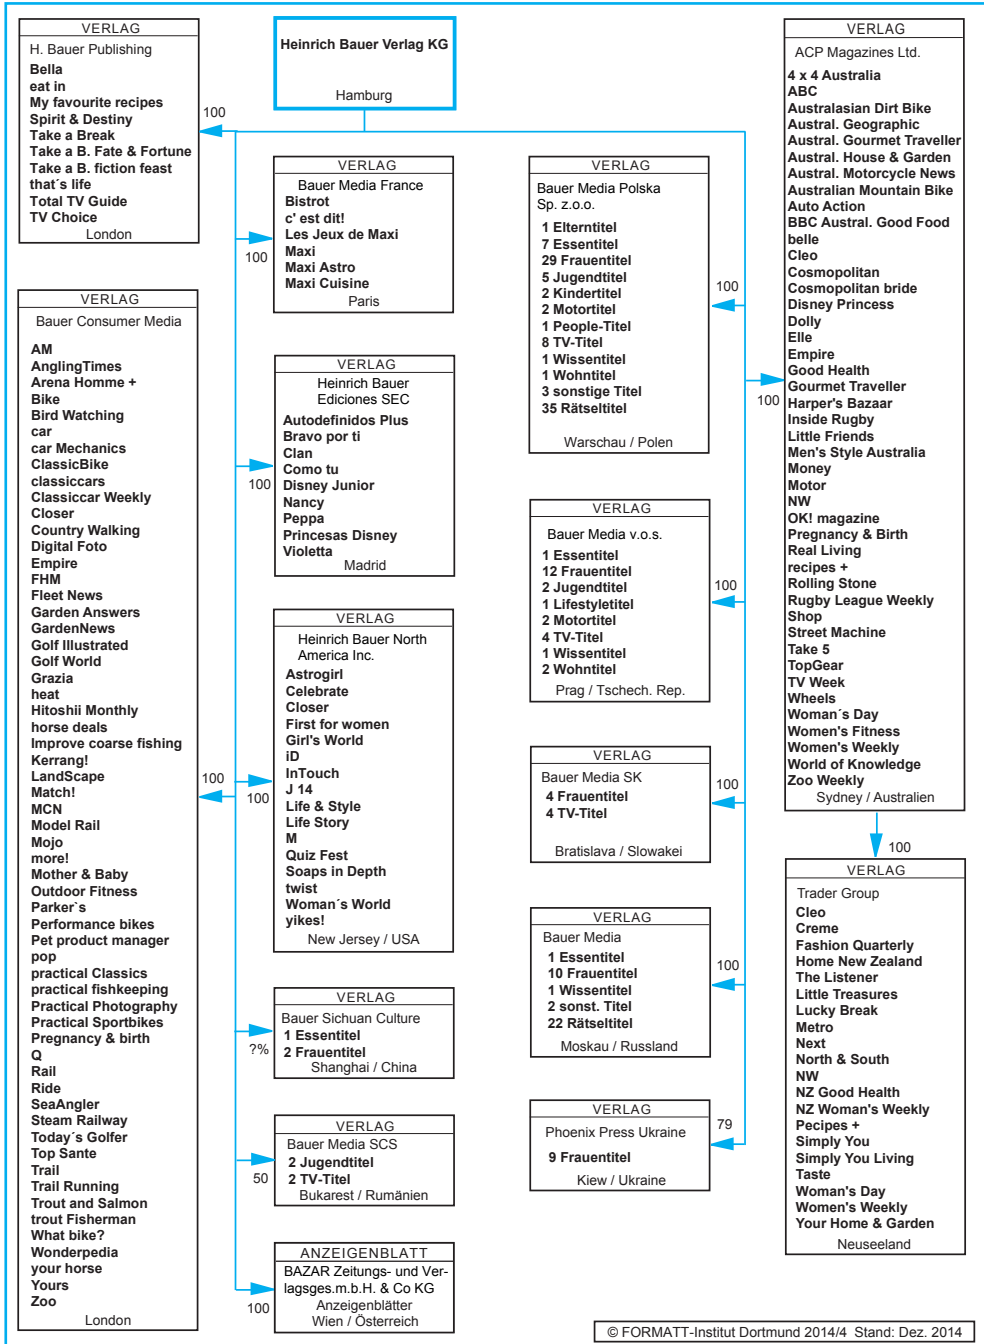 VERLAG
H. Bauer Publishing
Bella
eat in
My favourite recipes
Spirit & Destiny
Take a Break
Take a B. Fate & Fortune
Take a B. fiction feast
that´s life
Total TV Guide
TV Choice
London
100
VERLAG
Bauer Consumer Media
AM
AnglingTimes
Arena Homme +
Bike
Bird Watching
car
car Mechanics
ClassicBike
classiccars
Classiccar Weekly
Closer
Country Walking
Digital Foto
Empire
FHM
Fleet News
Garden Answers
GardenNews
Golf Illustrated
Golf World
Grazia
heat
Hitoshii Monthly
horse deals
Improve coarse fishing
Kerrang!
LandScape
Match!
MCN
Model Rail
Mojo
more!
Mother & Baby
Outdoor Fitness
Parker`s
Performance bikes
Pet product manager
pop
practical Classics
practical fishkeeping
Practical Photography
Practical Sportbikes
Pregnancy & birth
Q
Rail
Ride
SeaAngler
Steam Railway
Today´s Golfer
Top Sante
Trail
Trail Running
Trout and Salmon
trout Fisherman
What bike?
Wonderpedia
your horse
Yours
Zoo
London
100
Heinrich Bauer Verlag KG
Hamburg
VERLAG
Bauer Media France
Bistrot
c' est dit!
Les Jeux de Maxi
Maxi
Maxi Astro
Maxi Cuisine
Paris
100
VERLAG
Heinrich Bauer
Ediciones SEC
Autodefinidos Plus
Bravo por ti
Clan
Como tu
Disney Junior
Nancy
Peppa
Princesas Disney
Violetta
Madrid
100
VERLAG
Heinrich Bauer North
America Inc.
Astrogirl
Celebrate
Closer
First for women
Girl's World
iD
InTouch
J 14
Life & Style
Life Story
M
Quiz Fest
Soaps in Depth
twist
Woman´s World
yikes!
New Jersey / USA
100
VERLAG
Bauer Sichuan Culture
1 Essentitel
2 Frauentitel
Shanghai / China
?%
VERLAG
Bauer Media SCS
2 Jugendtitel
2 TV-Titel
Bukarest / Rumänien
50
ANZEIGENBLATT
BAZAR Zeitungs- und Ver-
lagsges.m.b.H. & Co KG
Anzeigenblätter
Wien / Österreich
100
VERLAG
Bauer Media Polska
Sp. z.o.o.
1 Elterntitel
7 Essentitel
29 Frauentitel
5 Jugendtitel
2 Kindertitel
2 Motortitel
1 People-Titel
8 TV-Titel
1 Wissentitel
1 Wohntitel
3 sonstige Titel
35 Rätseltitel
Warschau / Polen
100
VERLAG
Bauer Media v.o.s.
1 Essentitel
12 Frauentitel
2 Jugendtitel
1 Lifestyletitel
2 Motortitel
4 TV-Titel
1 Wissentitel
2 Wohntitel
Prag / Tschech. Rep.
100
VERLAG
Bauer Media SK
4 Frauentitel
4 TV-Titel
Bratislava / Slowakei
100
VERLAG
Bauer Media
1 Essentitel
10 Frauentitel
1 Wissentitel
2 sonst. Titel
22 Rätseltitel
Moskau / Russland
100
VERLAG
Phoenix Press Ukraine
9 Frauentitel
Kiew / Ukraine
79
VERLAG
ACP Magazines Ltd.
4 x 4 Australia
ABC
Australasian Dirt Bike
Austral. Geographic
Austral. Gourmet Traveller
Austral. House & Garden
Austral. Motorcycle News
Australian Mountain Bike
Auto Action
BBC Austral. Good Food
belle
Cleo
Cosmopolitan
Cosmopolitan bride
Disney Princess
Dolly
Elle
Empire
Good Health
Gourmet Traveller
Harper's Bazaar
Inside Rugby
Little Friends
Men's Style Australia
Money
Motor
NW
OK! magazine
Pregnancy & Birth
Real Living
recipes +
Rolling Stone
Rugby League Weekly
Shop
Street Machine
Take 5
TopGear
TV Week
Wheels
Woman´s Day
Women's Fitness
Women's Weekly
World of Knowledge
Zoo Weekly
Sydney / Australien
100
100
VERLAG
Trader Group
Cleo
Creme
Fashion Quarterly
Home New Zealand
The Listener
Little Treasures
Lucky Break
Metro
Next
North & South
NW
NZ Good Health
NZ Woman's Weekly
Pecipes +
Simply You
Simply You Living
Taste
Woman's Day
Women's Weekly
Your Home & Garden
Neuseeland
© FORMATT-Institut Dortmund 2014/4 Stand: Dez. 2014